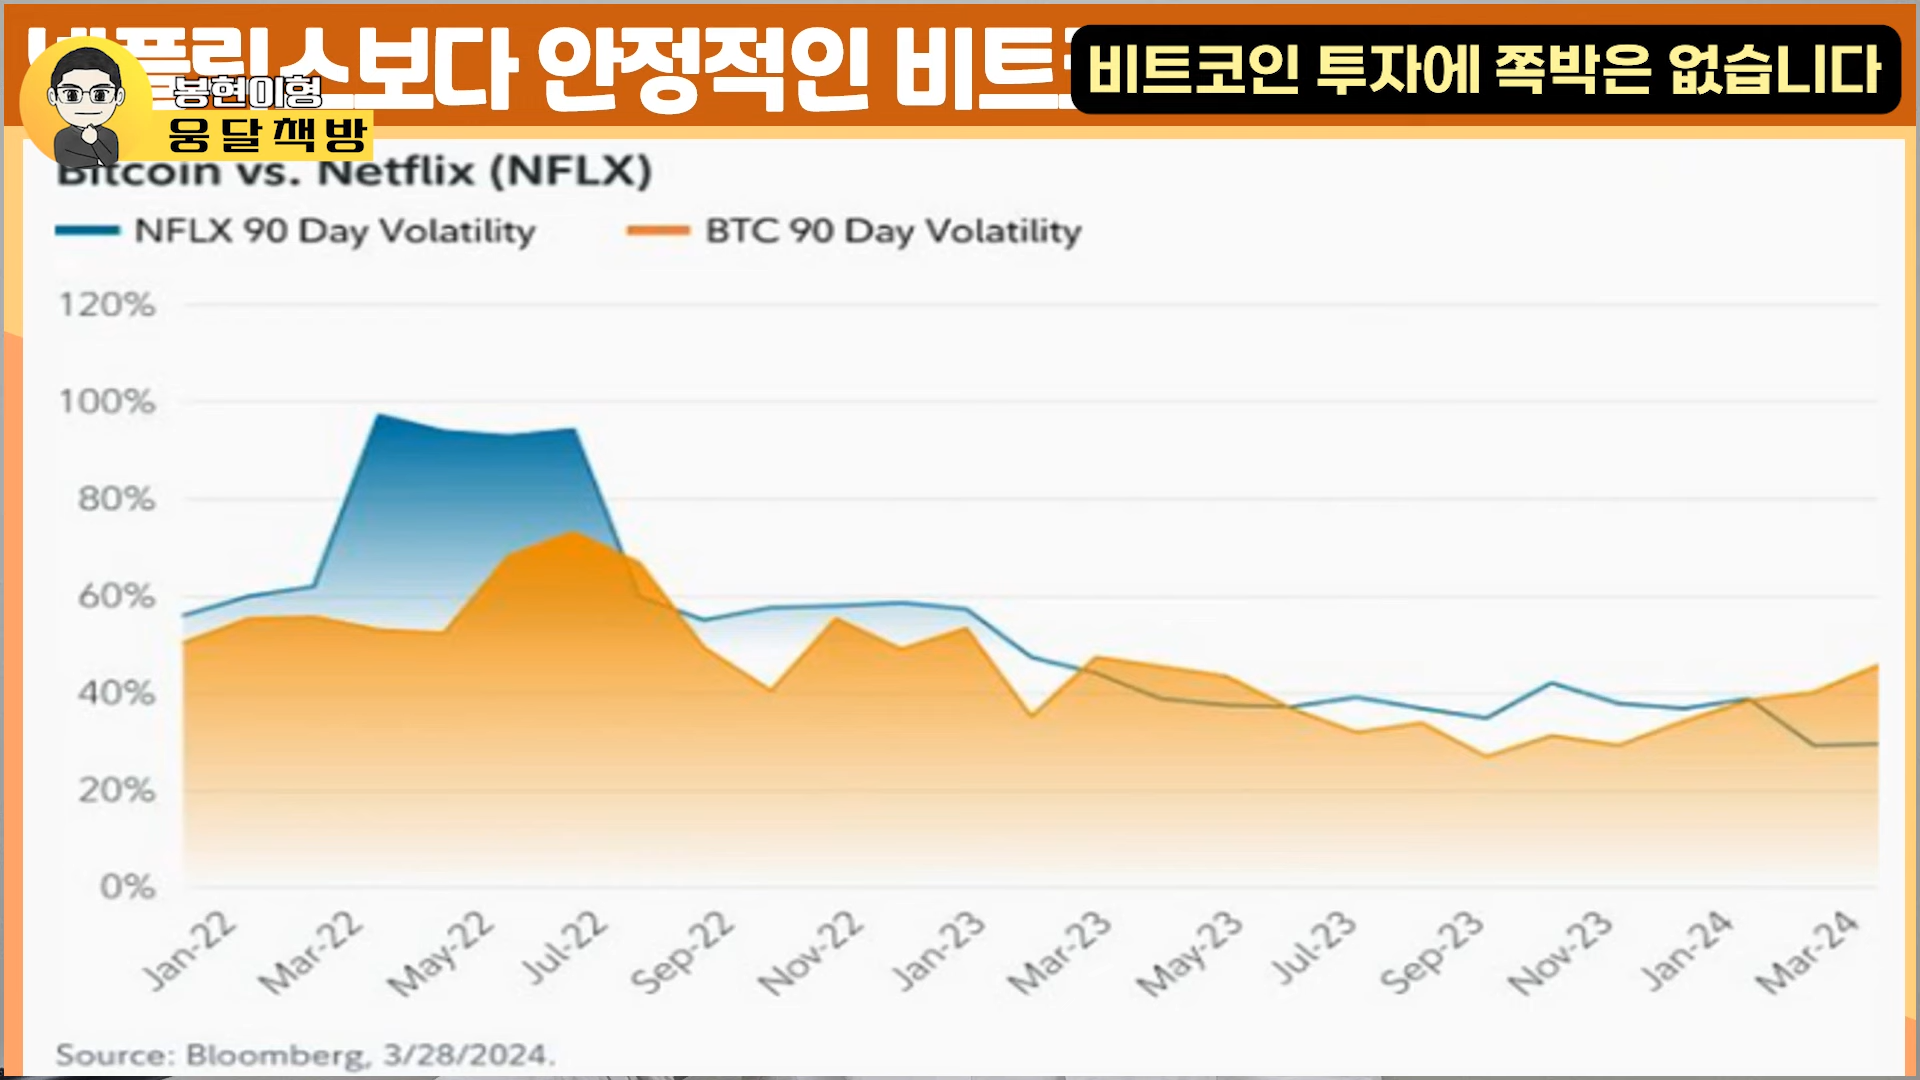 보다 안정적인 비트
비트코인 투자에 쪽박은 없습니다
봉현이형
웅달책방
Bitcoin vs. Netflix (NFLX)
NFLX 90 Day Volatility
BTC 90 Day Volatility
120%
100%
80%
60%
40%
20%
0%
Jan-22
Mar-22
May-22
Jul-22
Sep-22
Nov-22
Jan-23
Mar-23
May-23
Jul-23
Sep-23
Nov-23
Jan-24
Mar-24
Source: Bloomberg, 3/28/2024.